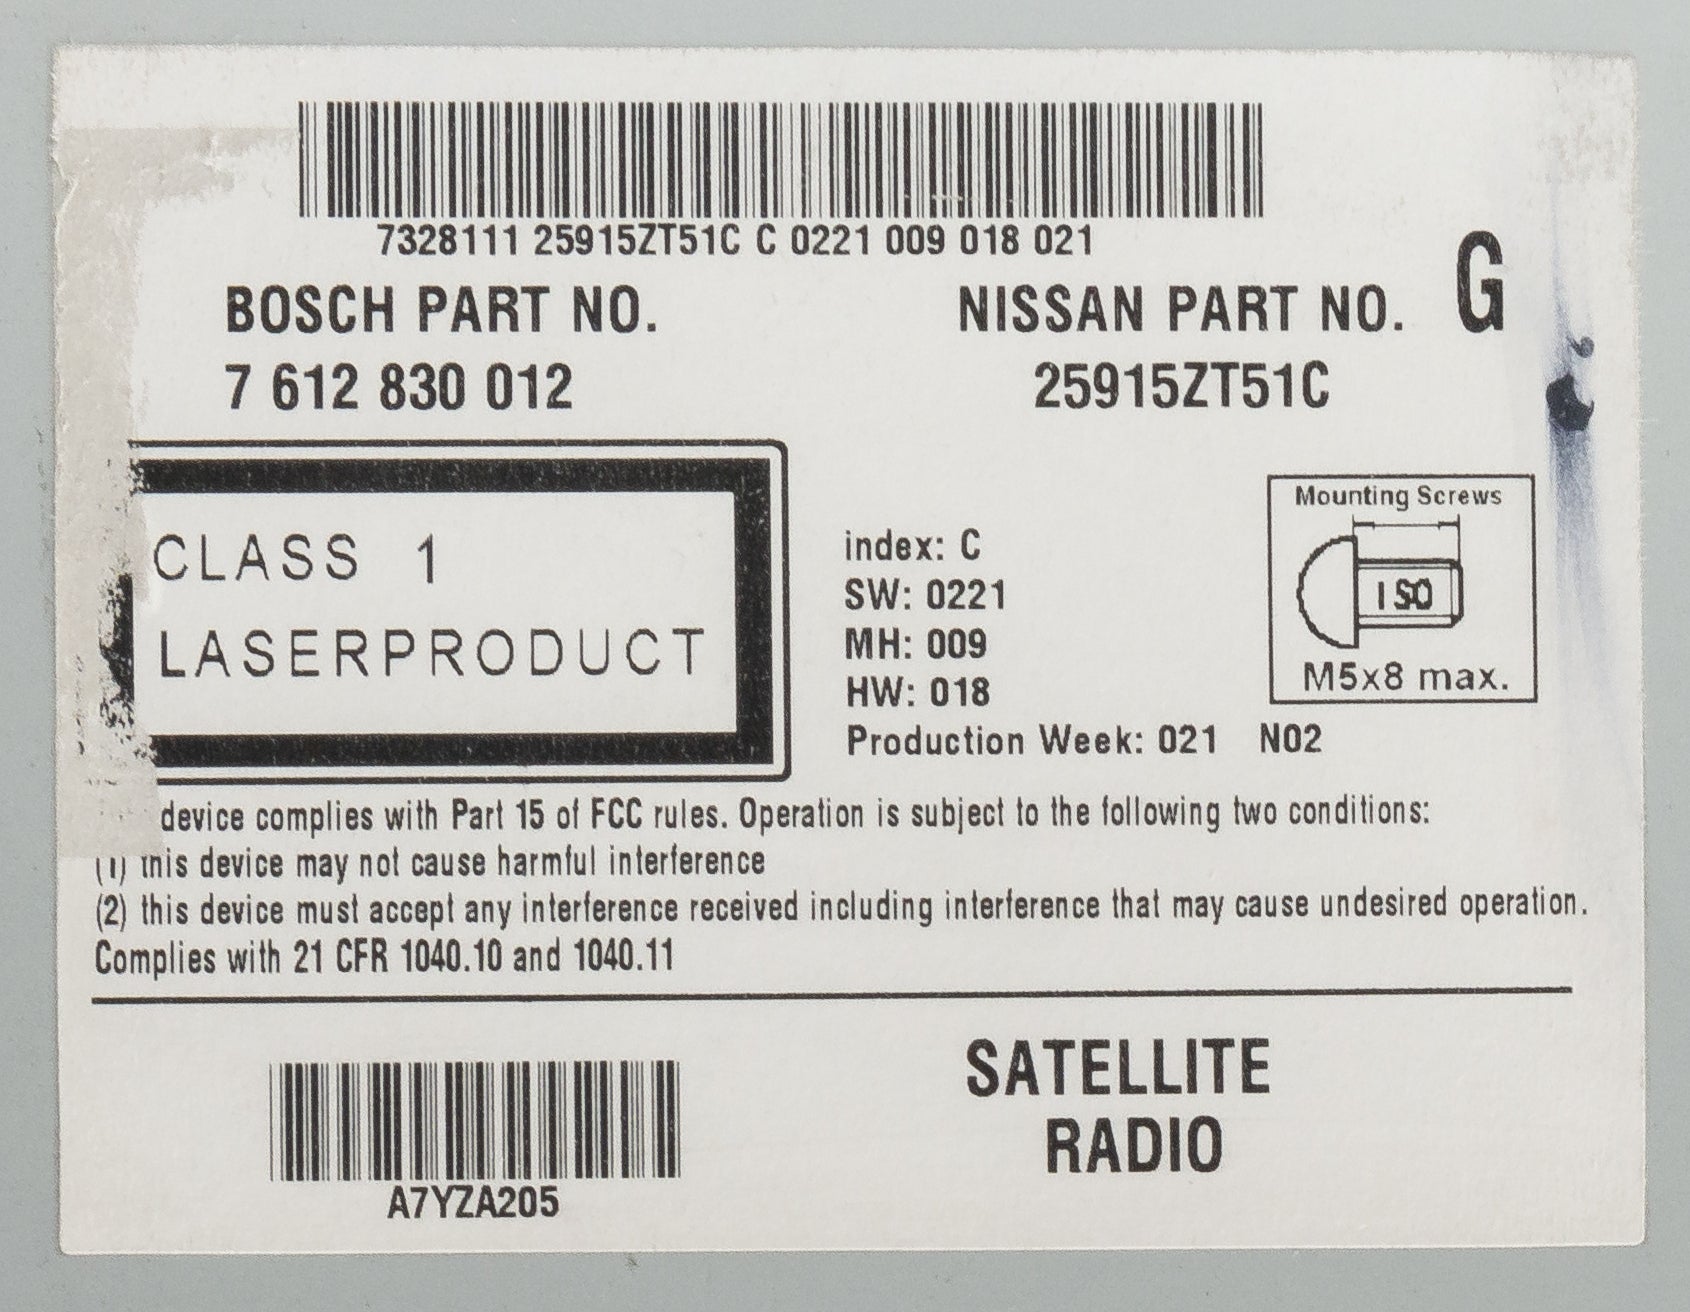 7328111 25915ZT51C C 0221 009 018 021
BOSCH PART NO.
7 612 830 012
NISSAN PART NO.
25915ZT51C
G
CLASS 1
LASERPRODUCT
index: C
SW: 0221
MH: 009
HW: 018
Production Week: 021 N02
Mounting Screws
ISO
M5x8 max.
device complies with Part 15 of FCC rules. Operation is subject to the following two conditions:
(1) this device may not cause harmful interference
(2) this device must accept any interference received including interference that may cause undesired operation.
Complies with 21 CFR 1040.10 and 1040.11
SATELLITE
RADIO
A7YZA205